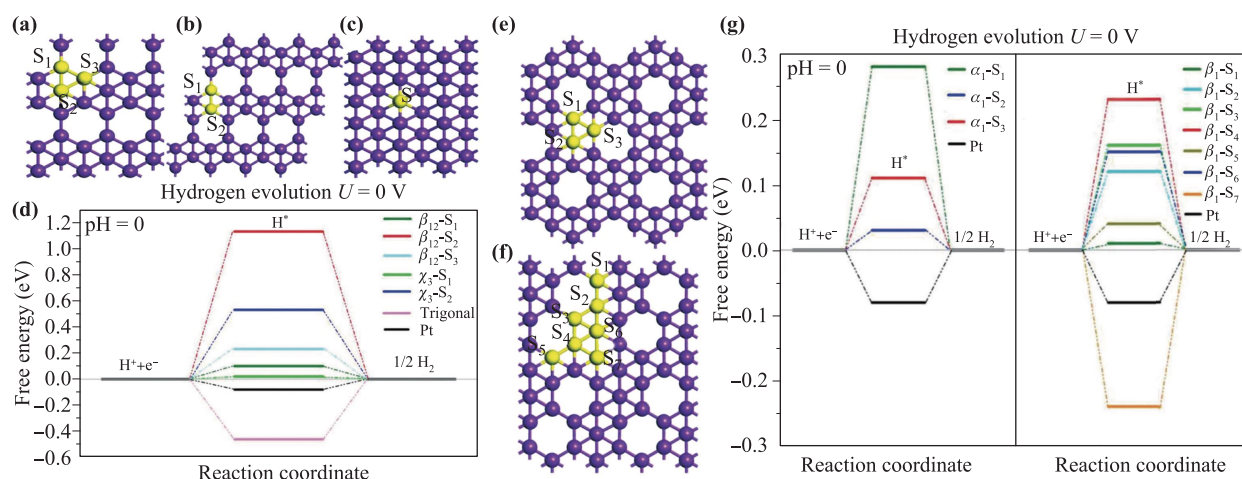 (a)
S₁
S₃
S₂
(b)
S₁
S₂
(c)
S
Hydrogen evolution U = 0 V
(d)
pH = 0
H*
β₁₂-S₁
β₁₂-S₂
β₁₂-S₃
χ₃-S₁
χ₃-S₂
Trigonal
Pt
H⁺+e⁻
1/2 H₂
Free energy (eV)
1.2
1.0
0.8
0.6
0.4
0.2
0.0
−0.2
−0.4
−0.6
Reaction coordinate
(e)
S₁
S₂
S₃
(f)
S₁
S₂
S₃
S₆
S₄
S₅
S₇
(g)
Hydrogen evolution U = 0 V
pH = 0
α₁-S₁
α₁-S₂
α₁-S₃
Pt
H*
H⁺+e⁻
1/2 H₂
H*
β₁-S₁
β₁-S₂
β₁-S₃
β₁-S₄
β₁-S₅
β₁-S₆
β₁-S₇
Pt
H⁺+e⁻
1/2 H₂
Free energy (eV)
0.3
0.2
0.1
0.0
−0.1
−0.2
−0.3
Reaction coordinate
Reaction coordinate